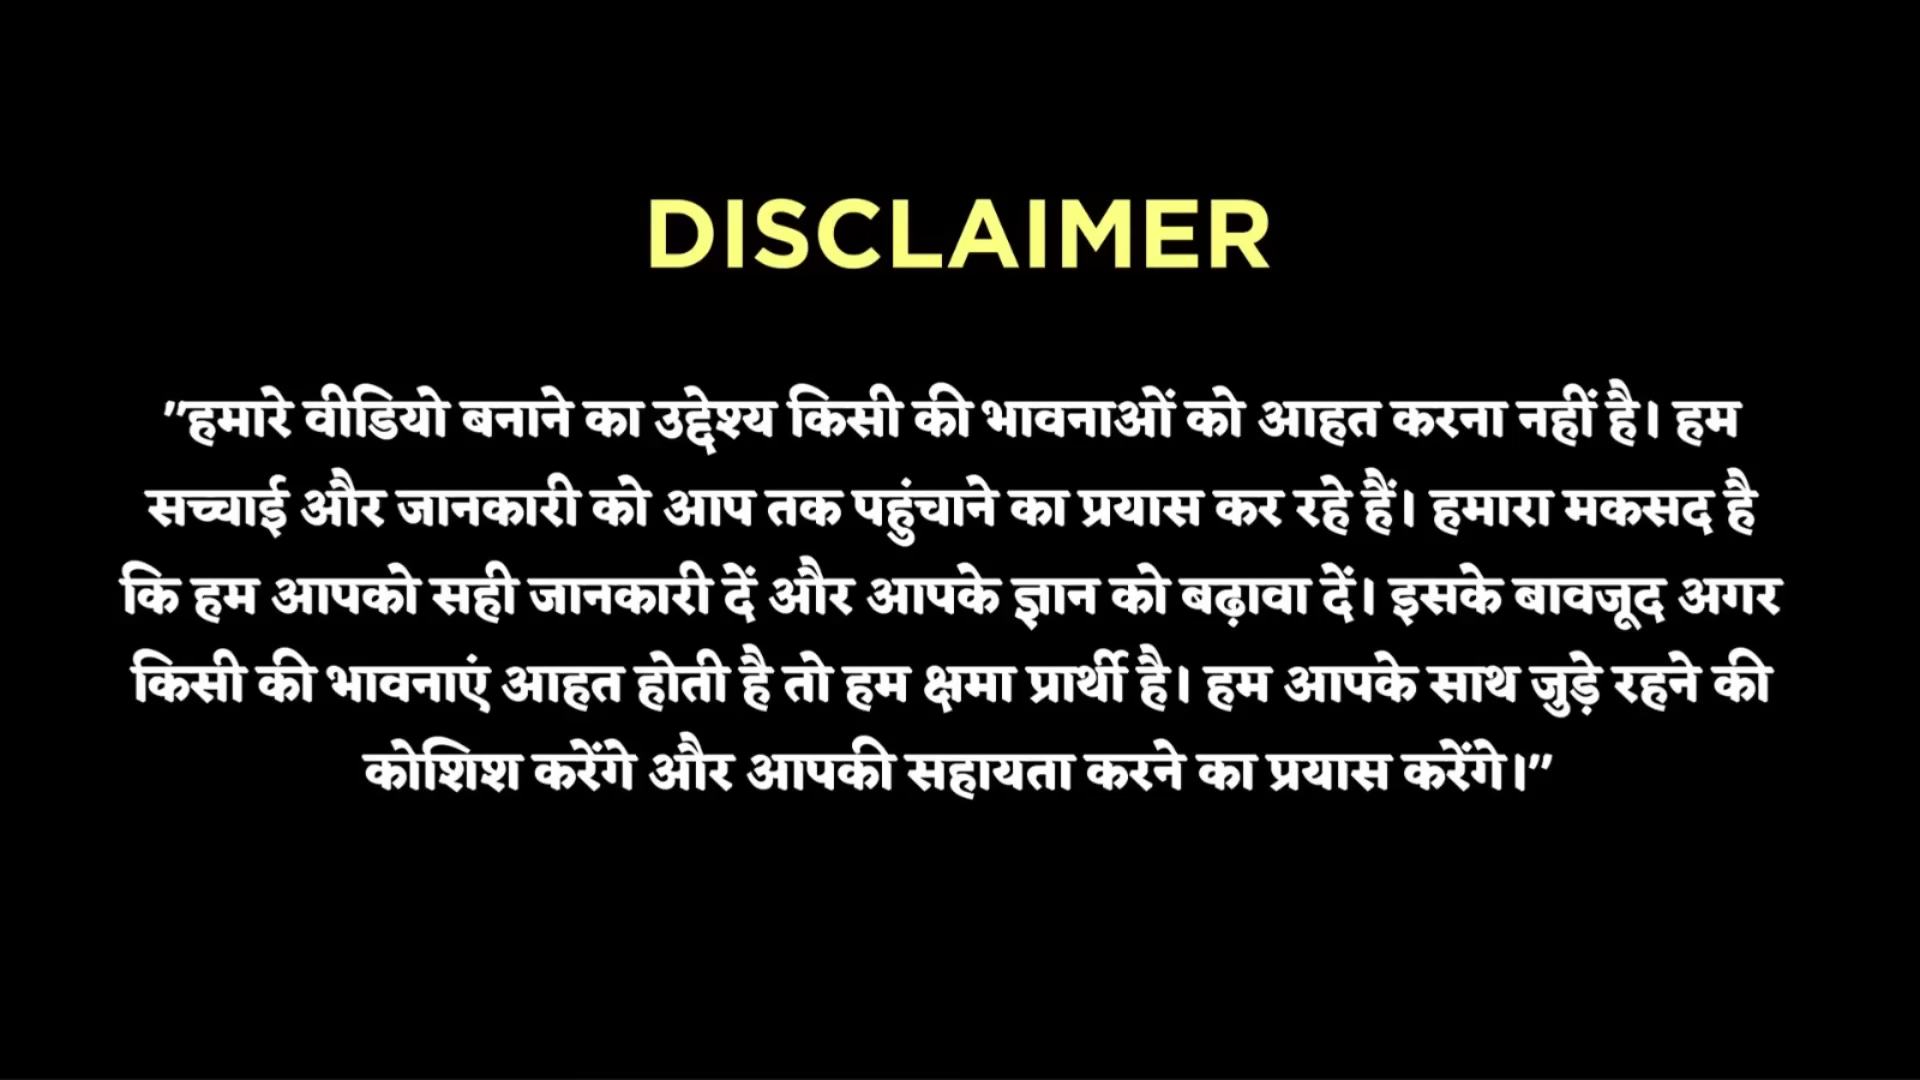 DISCLAIMER
"हमारे वीडियो बनाने का उद्देश्य किसी की भावनाओं को आहत करना नहीं है। हम
सच्चाई और जानकारी को आप तक पहुंचाने का प्रयास कर रहे हैं। हमारा मकसद है
कि हम आपको सही जानकारी दें और आपके ज्ञान को बढ़ावा दें। इसके बावजूद अगर
किसी की भावनाएं आहत होती है तो हम क्षमा प्रार्थी है। हम आपके साथ जुड़े रहने की
कोशिश करेंगे और आपकी सहायता करने का प्रयास करेंगे।"